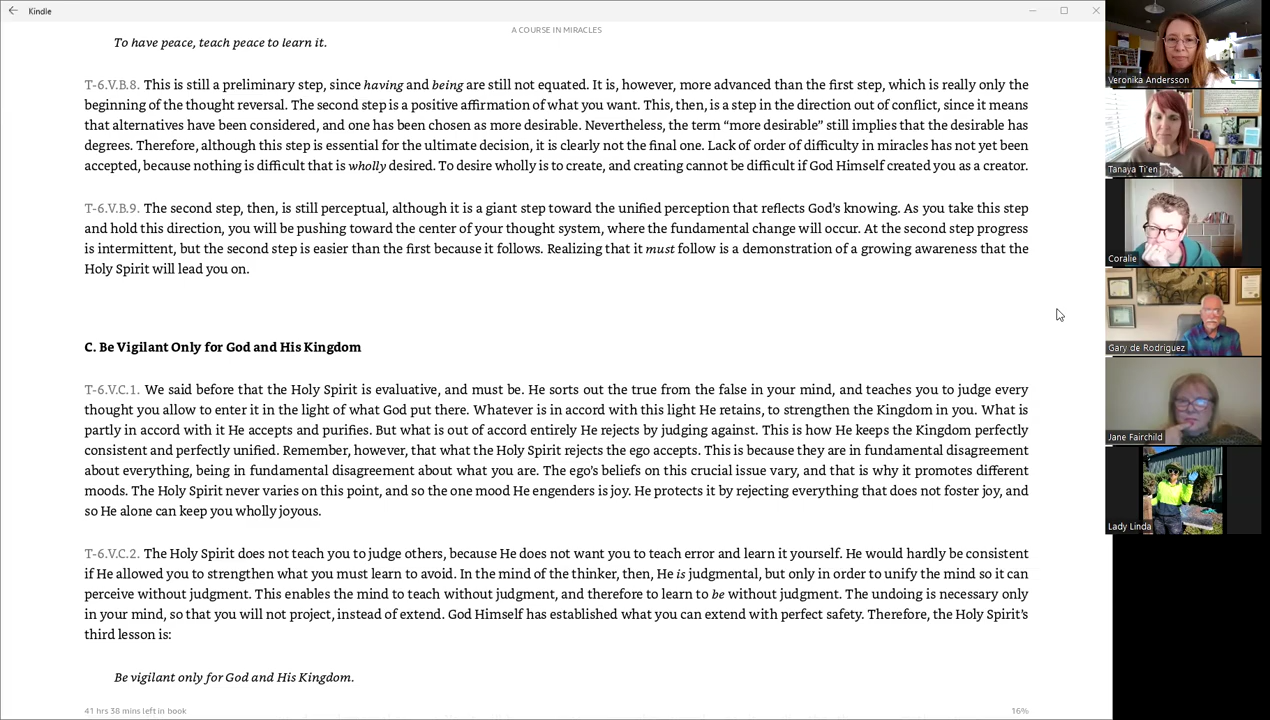 Kindle
A COURSE IN MIRACLES
To have peace, teach peace to learn it.
T-6.V.B.8. This is still a preliminary step, since having and being are still not equated. It is, however, more advanced than the first step, which is really only the
beginning of the thought reversal. The second step is a positive affirmation of what you want. This, then, is a step in the direction out of conflict, since it means
that alternatives have been considered, and one has been chosen as more desirable. Nevertheless, the term “more desirable” still implies that the desirable has
degrees. Therefore, although this step is essential for the ultimate decision, it is clearly not the final one. Lack of order of difficulty in miracles has not yet been
accepted, because nothing is difficult that is wholly desired. To desire wholly is to create, and creating cannot be difficult if God Himself created you as a creator.
T-6.V.B.9. The second step, then, is still perceptual, although it is a giant step toward the unified perception that reflects God’s knowing. As you take this step
and hold this direction, you will be pushing toward the center of your thought system, where the fundamental change will occur. At the second step progress
is intermittent, but the second step is easier than the first because it follows. Realizing that it must follow is a demonstration of a growing awareness that the
Holy Spirit will lead you on.
C. Be Vigilant Only for God and His Kingdom
T-6.V.C.1. We said before that the Holy Spirit is evaluative, and must be. He sorts out the true from the false in your mind, and teaches you to judge every
thought you allow to enter it in the light of what God put there. Whatever is in accord with this light He retains, to strengthen the Kingdom in you. What is
partly in accord with it He accepts and purifies. But what is out of accord entirely He rejects by judging against. This is how He keeps the Kingdom perfectly
consistent and perfectly unified. Remember, however, that what the Holy Spirit rejects the ego accepts. This is because they are in fundamental disagreement
about everything, being in fundamental disagreement about what you are. The ego’s beliefs on this crucial issue vary, and that is why it promotes different
moods. The Holy Spirit never varies on this point, and so the one mood He engenders is joy. He protects it by rejecting everything that does not foster joy, and
so He alone can keep you wholly joyous.
T-6.V.C.2. The Holy Spirit does not teach you to judge others, because He does not want you to teach error and learn it yourself. He would hardly be consistent
if He allowed you to strengthen what you must learn to avoid. In the mind of the thinker, then, He is judgmental, but only in order to unify the mind so it can
perceive without judgment. This enables the mind to teach without judgment, and therefore to learn to be without judgment. The undoing is necessary only
in your mind, so that you will not project, instead of extend. God Himself has established what you can extend with perfect safety. Therefore, the Holy Spirit’s
third lesson is:
Be vigilant only for God and His Kingdom.
41 hrs 38 mins left in book
16%
Veronika Andersson
Tanaya Ti'en
Coralie
Gary de Rodriguez
Jane Fairchild
Lady Linda